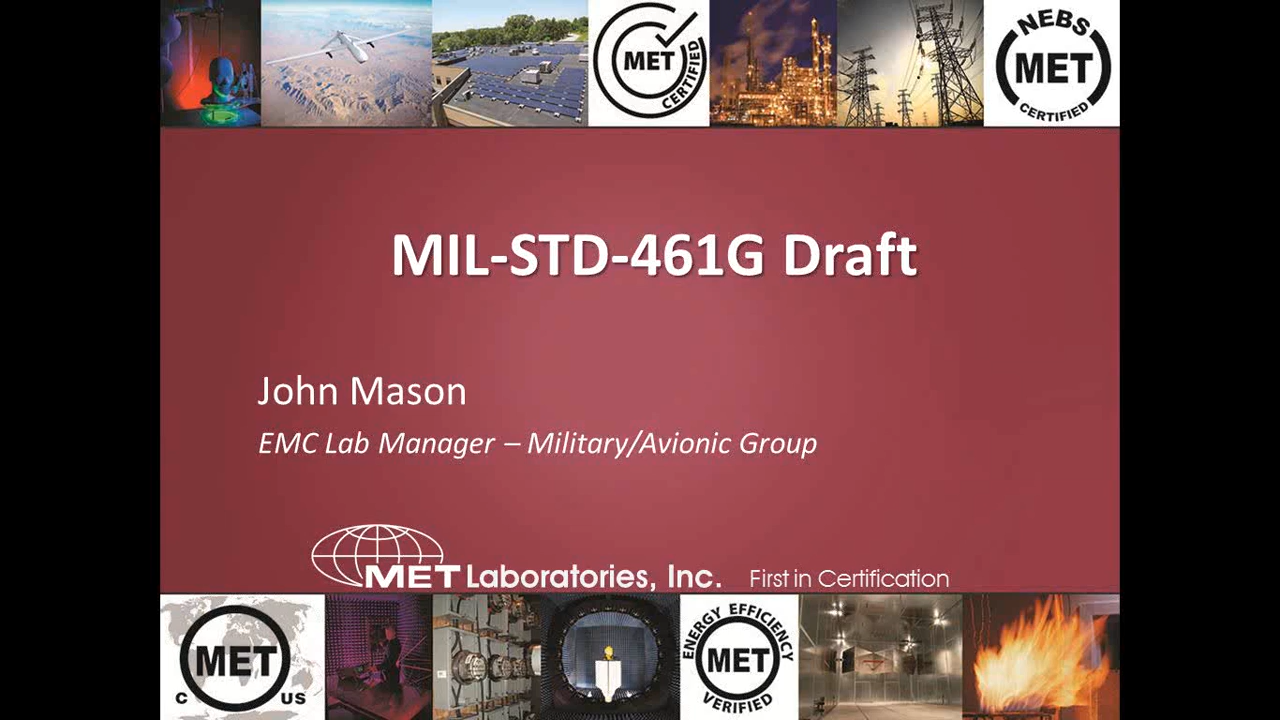 MET
CERTIFIED
NEBS
MET
CERTIFIED
MIL-STD-461G Draft
John Mason
EMC Lab Manager – Military/Avionic Group
MET Laboratories, Inc. First in Certification
MET
C US
ENERGY EFFICIENCY
MET
VERIFIED